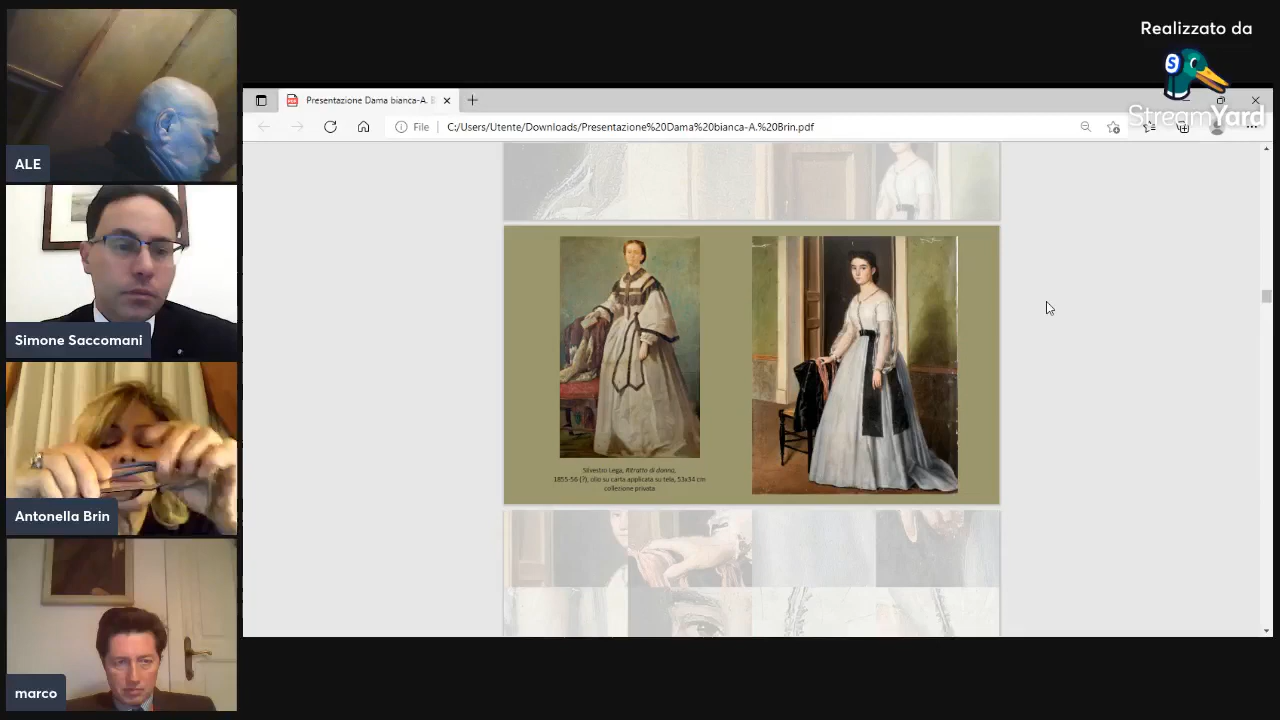 Realizzato da
StreamYard
ALE
Simone Saccomani
Antonella Brin
marco
Presentazione Dama bianca-A.
File
C:/Users/Utente/Downloads/Presentazione%20Dama%20bianca-A.%20Brin.pdf
Silvestro Lega, Ritratto di donna,
1855-56 (?), olio su carta applicata su tela, 53x34 cm
collezione privata